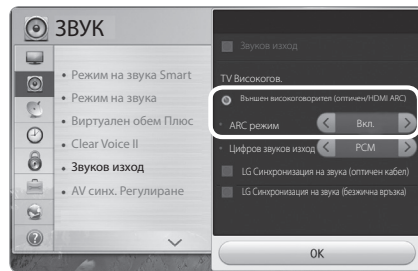 ЗВУК
• Режим на звука Smart
• Режим на звука
• Виртуален обем Плюс
• Clear Voice II
• Звуков изход
• AV синх. Регулиране
Звуков изход
TV Високогов.
Външен високоговорител (оптичен/HDMI ARC)
• ARC режим < Вкл. >
• Цифров звуков изход < PCM >
LG Синхронизация на звука (оптичен кабел)
LG Синхронизация на звука (безжична връзка)
OK